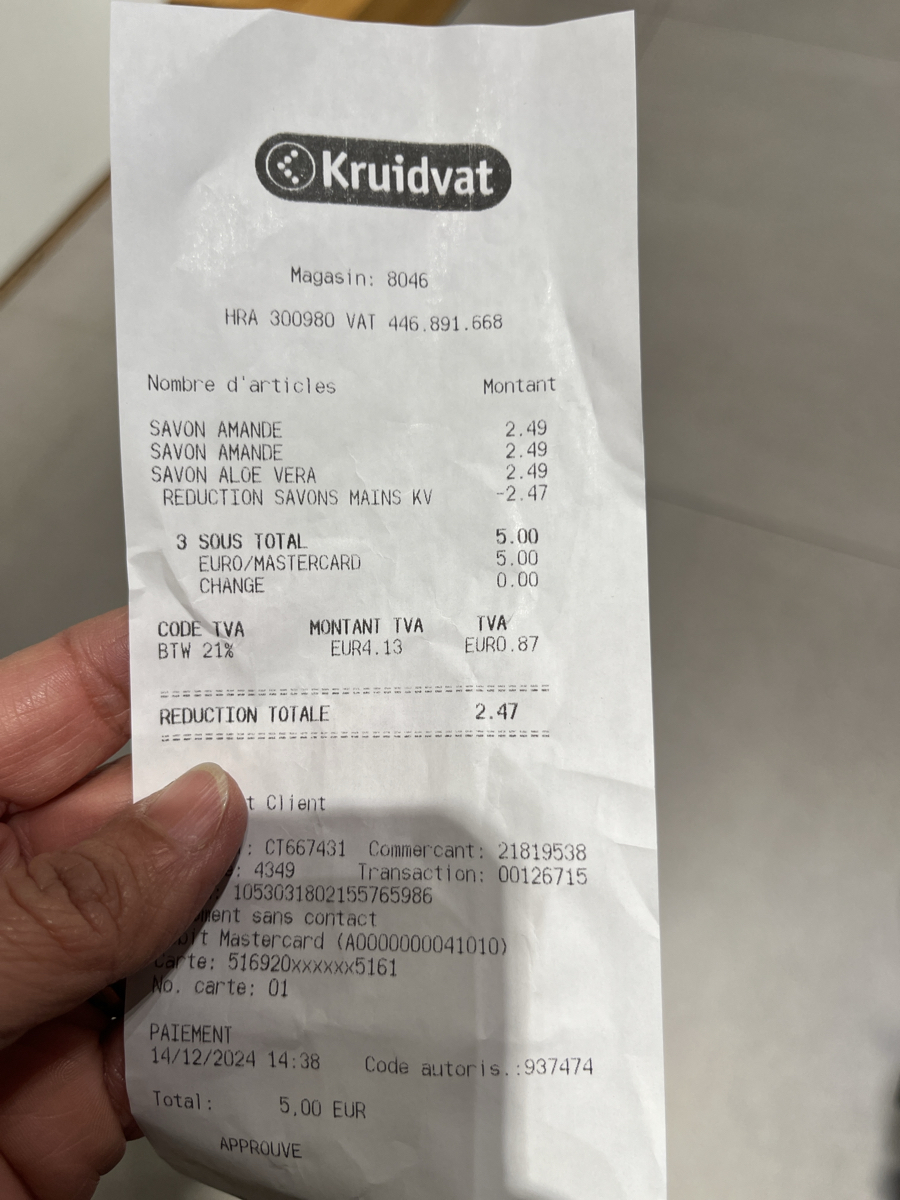 Kruidvat
Magasin: 8046
HRA 300980 VAT 446.891.668
Nombre d'articles Montant
SAVON AMANDE 2.49
SAVON AMANDE 2.49
SAVON ALOE VERA 2.49
REDUCTION SAVONS MAINS KV -2.47
3 SOUS TOTAL 5.00
EURO/MASTERCARD 5.00
CHANGE 0.00
CODE TVA MONTANT TVA TVA
BTW 21% EUR4.13 EUR0.87
REDUCTION TOTALE 2.47
Client
: CT667431 Commercant: 21819538
: 4349 Transaction: 00126715
: 1053031802155765986
sans contact
Mastercard (A0000000041010)
Carte: 516920xxxxxx5161
No. carte: 01
PAIEMENT
14/12/2024 14:38 Code autoris.:937474
Total: 5,00 EUR
APPROUVE